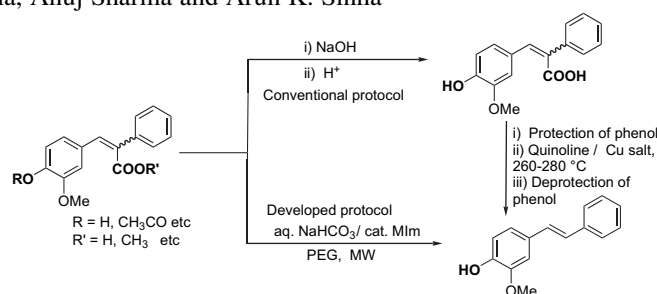 na, Anuj Sharma and Arun K. Sinha
i) NaOH
ii) H⁺
Conventional protocol
HO
OMe
COOH
i) Protection of phenol
ii) Quinoline / Cu salt,
260-280 °C
iii) Deprotection of
phenol
RO
OMe
COOR'
R = H, CH₃CO etc
R' = H, CH₃ etc
Developed protocol
aq. NaHCO₃/ cat. MIm
PEG, MW
HO
OMe